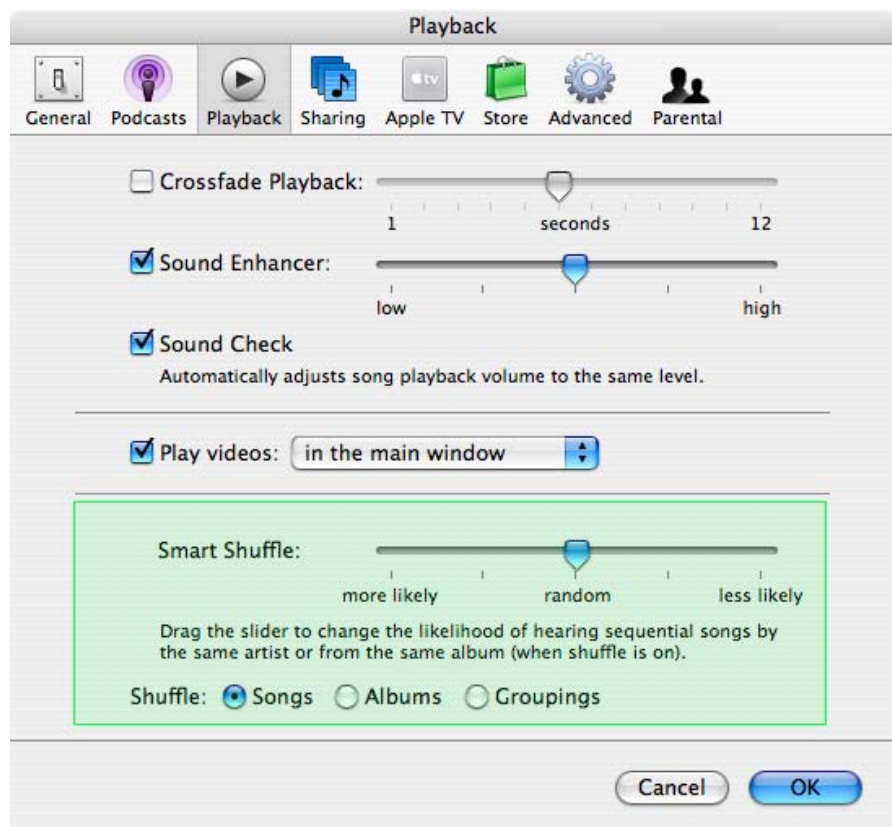 Playback
General Podcasts Playback Sharing Apple TV Store Advanced Parental
Crossfade Playback:
1 seconds 12
Sound Enhancer:
low high
Sound Check
Automatically adjusts song playback volume to the same level.
Play videos: in the main window
Smart Shuffle:
more likely random less likely
Drag the slider to change the likelihood of hearing sequential songs by
the same artist or from the same album (when shuffle is on).
Shuffle: Songs Albums Groupings
Cancel OK